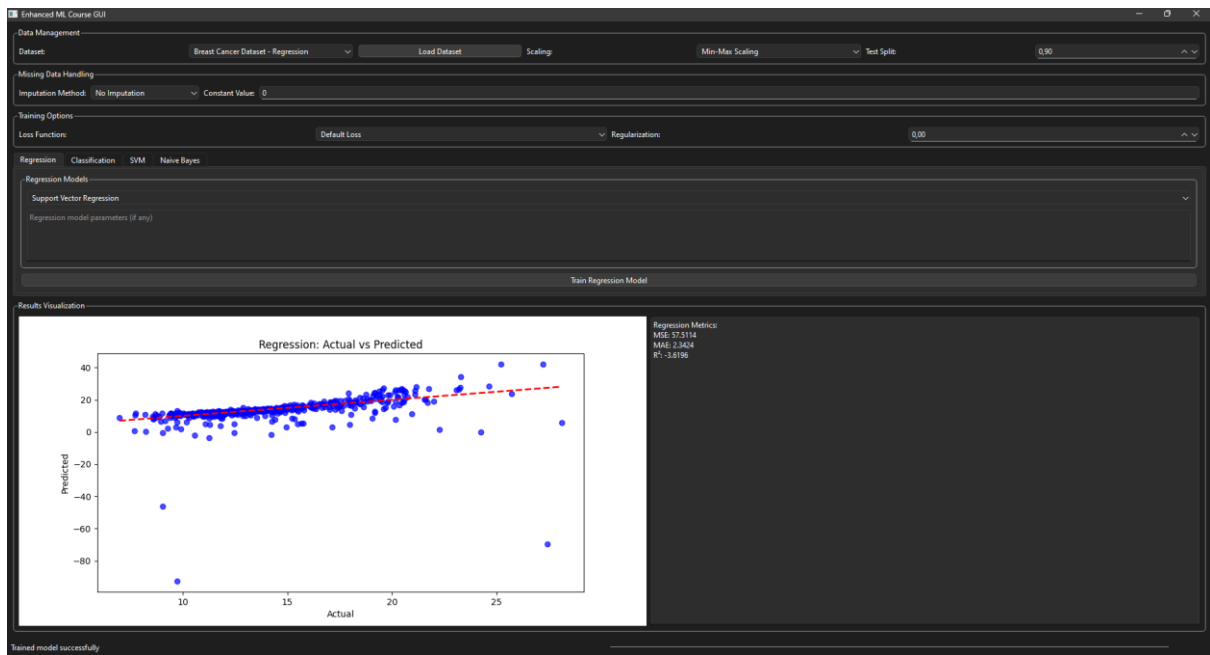 Enhanced ML Course GUI
Data Management
Dataset: Breast Cancer Dataset - Regression Load Dataset Scaling: Min-Max Scaling Test Split: 0,90
Missing Data Handling
Imputation Method: No Imputation Constant Value: 0
Training Options
Loss Function: Default Loss Regularization: 0,00
Regression Classification SVM Naive Bayes
Regression Models
Support Vector Regression
Regression model parameters (if any)
Train Regression Model
Results Visualization
Regression: Actual vs Predicted
40
20
0
−20
−40
−60
−80
Predicted
10 15 20 25
Actual
Regression Metrics:
MSE: 57.5114
MAE: 2.3424
R²: -3.6196
Trained model successfully